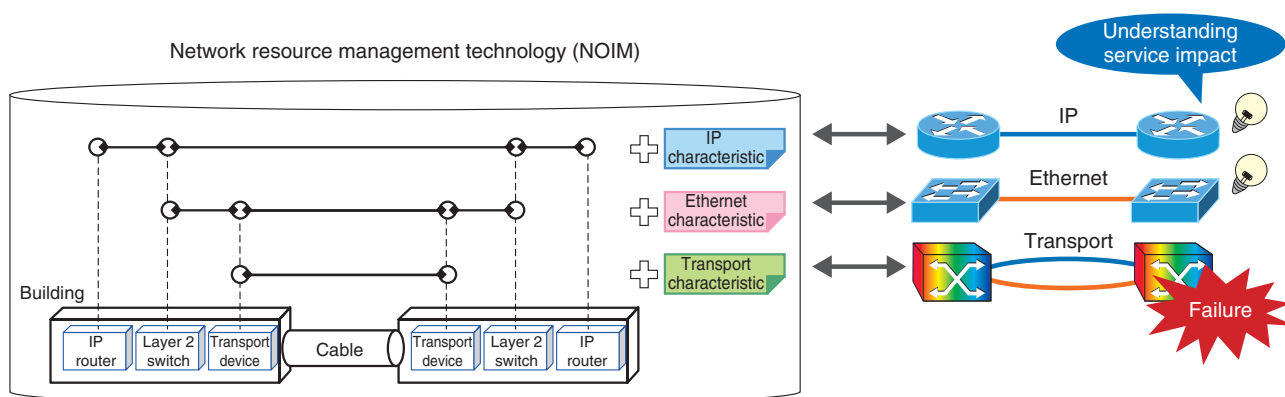 Network resource management technology (NOIM)
Understanding
service impact
IP
characteristic
IP
Ethernet
characteristic
Ethernet
Transport
characteristic
Transport
Failure
Building
IP
router
Layer 2
switch
Transport
device
Cable
Transport
device
Layer 2
switch
IP
router